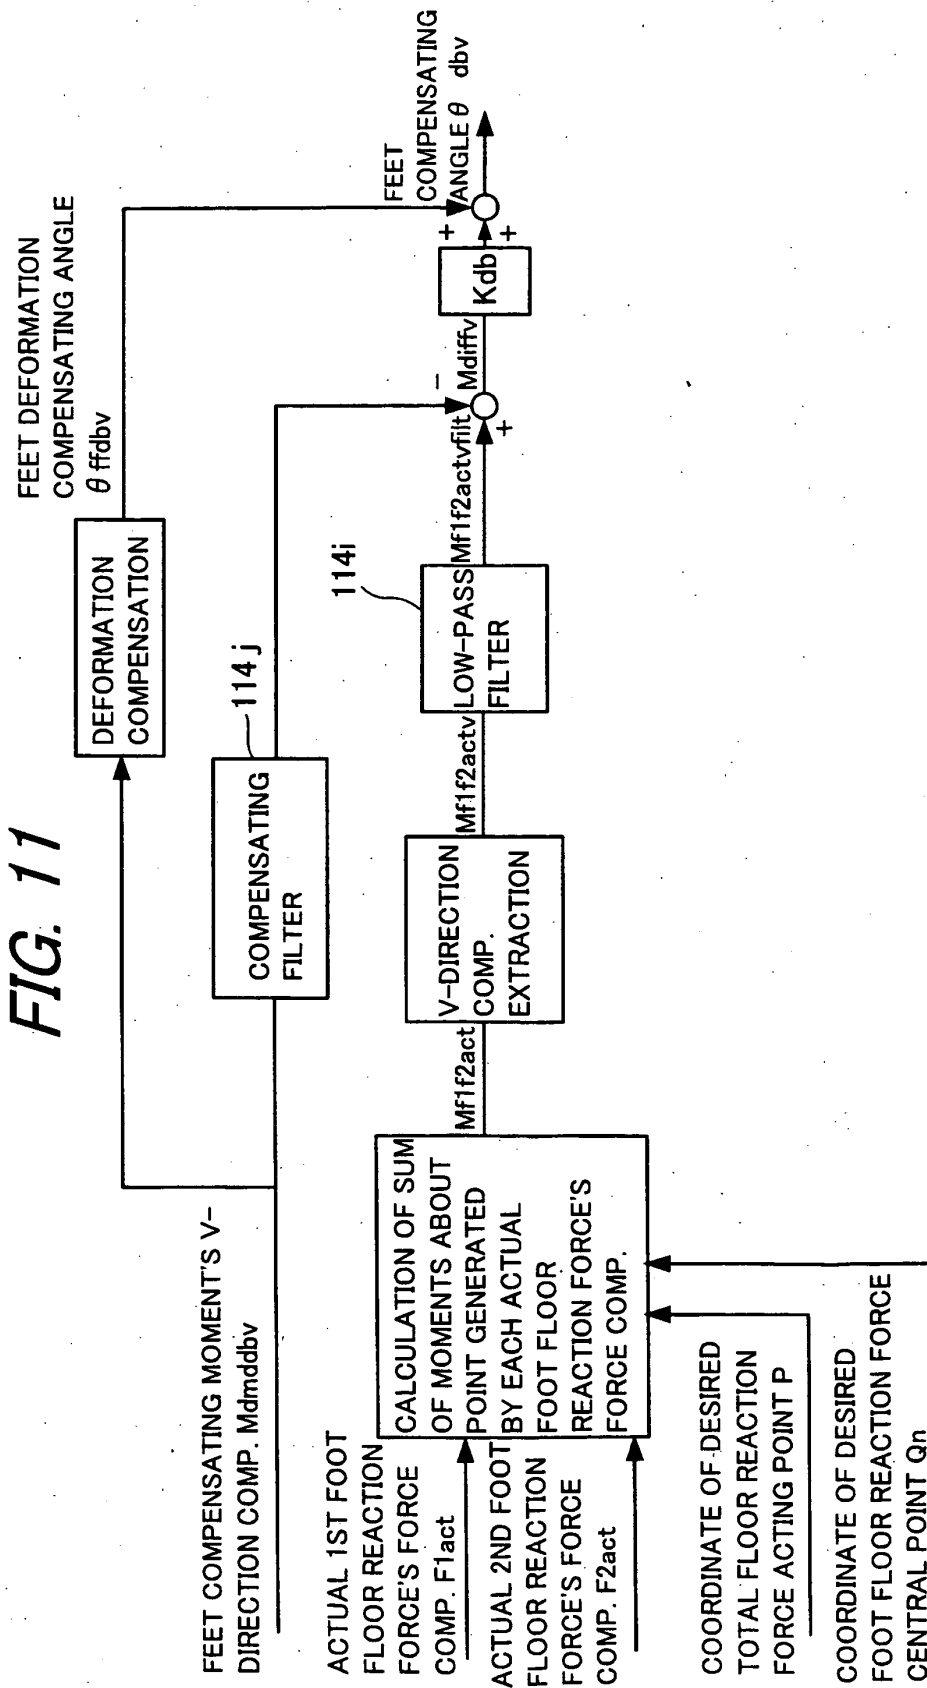 FIG. 11
FEET DEFORMATION
COMPENSATING ANGLE
θ ffdbv
DEFORMATION
COMPENSATION
FEET
COMPENSATING
ANGLE θ dbv
FEET COMPENSATING MOMENT'S V-
DIRECTION COMP. Mdmddbv
COMPENSATING
FILTER
114j
-
+
+
Mdiffv
Kdb
+
ACTUAL 1ST FOOT
FLOOR REACTION
FORCE'S FORCE
COMP. F1act
ACTUAL 2ND FOOT
FLOOR REACTION
FORCE'S FORCE
COMP. F2act
CALCULATION OF SUM
OF MOMENTS ABOUT
POINT GENERATED
BY EACH ACTUAL
FOOT FLOOR
REACTION FORCE'S
FORCE COMP.
Mf1f2act
V-DIRECTION
COMP.
EXTRACTION
Mf1f2actv
LOW-PASS
FILTER
114i
Mf1f2actvfilt
COORDINATE OF DESIRED
TOTAL FLOOR REACTION
FORCE ACTING POINT P
COORDINATE OF DESIRED
FOOT FLOOR REACTION FORCE
CENTRAL POINT Qn